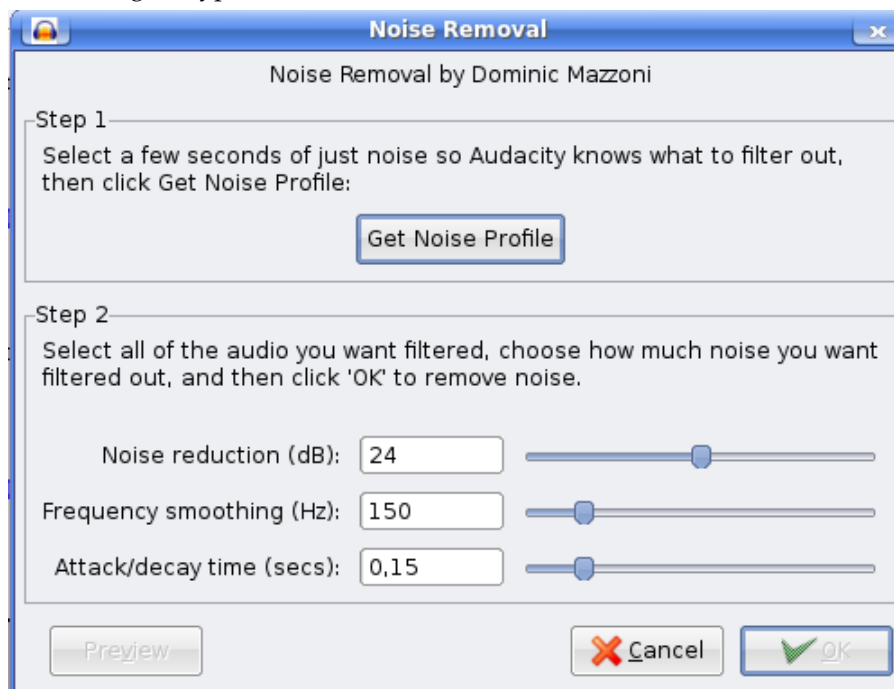 Noise Removal
Noise Removal by Dominic Mazzoni
Step 1
Select a few seconds of just noise so Audacity knows what to filter out,
then click Get Noise Profile:
Get Noise Profile
Step 2
Select all of the audio you want filtered, choose how much noise you want
filtered out, and then click 'OK' to remove noise.
Noise reduction (dB): 24
Frequency smoothing (Hz): 150
Attack/decay time (secs): 0,15
Preview Cancel OK